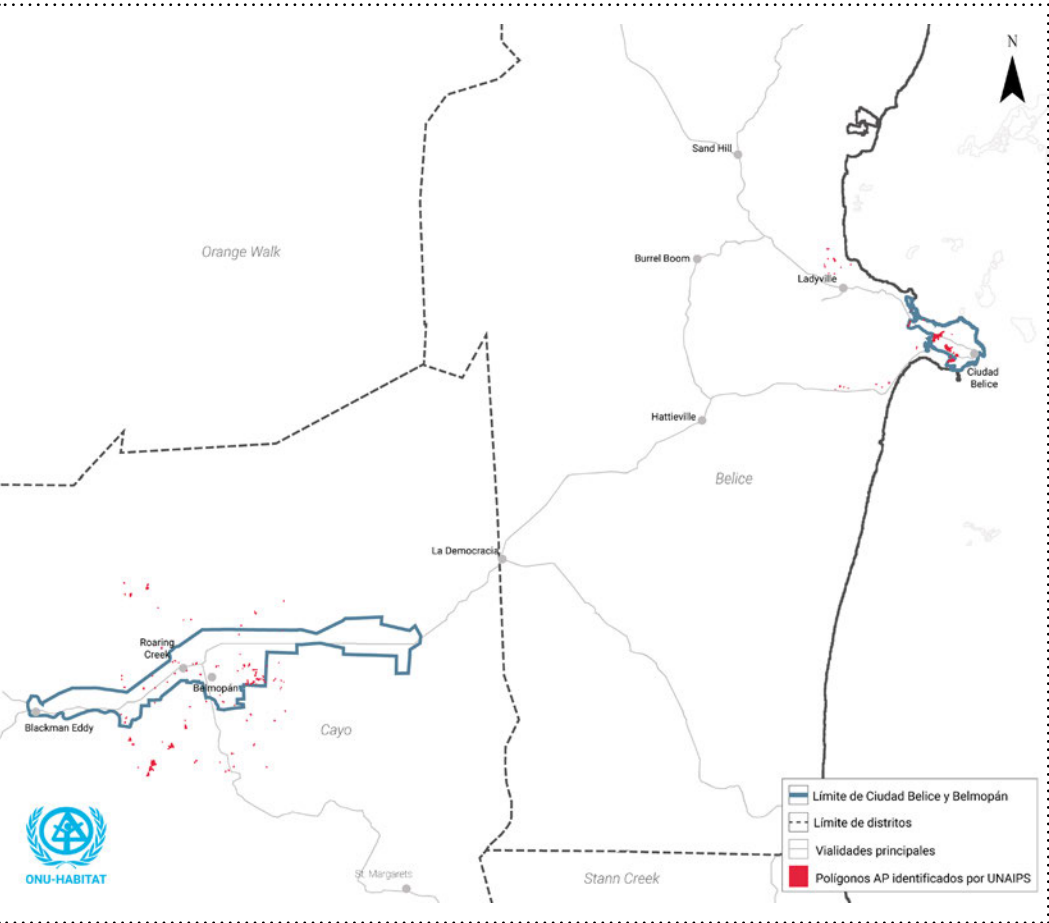 N
Sand Hill
Orange Walk
Burrel Boom
Ladyville
Ciudad
Belice
Hattieville
Belice
La Democracia
Roaring
Creek
Belmopán
Blackman Eddy
Cayo
Límite de Ciudad Belice y Belmopán
Límite de distritos
Vialidades principales
Polígonos AP identificados por UNAIPS
ONU-HABITAT
St. Margarets
Stann Creek